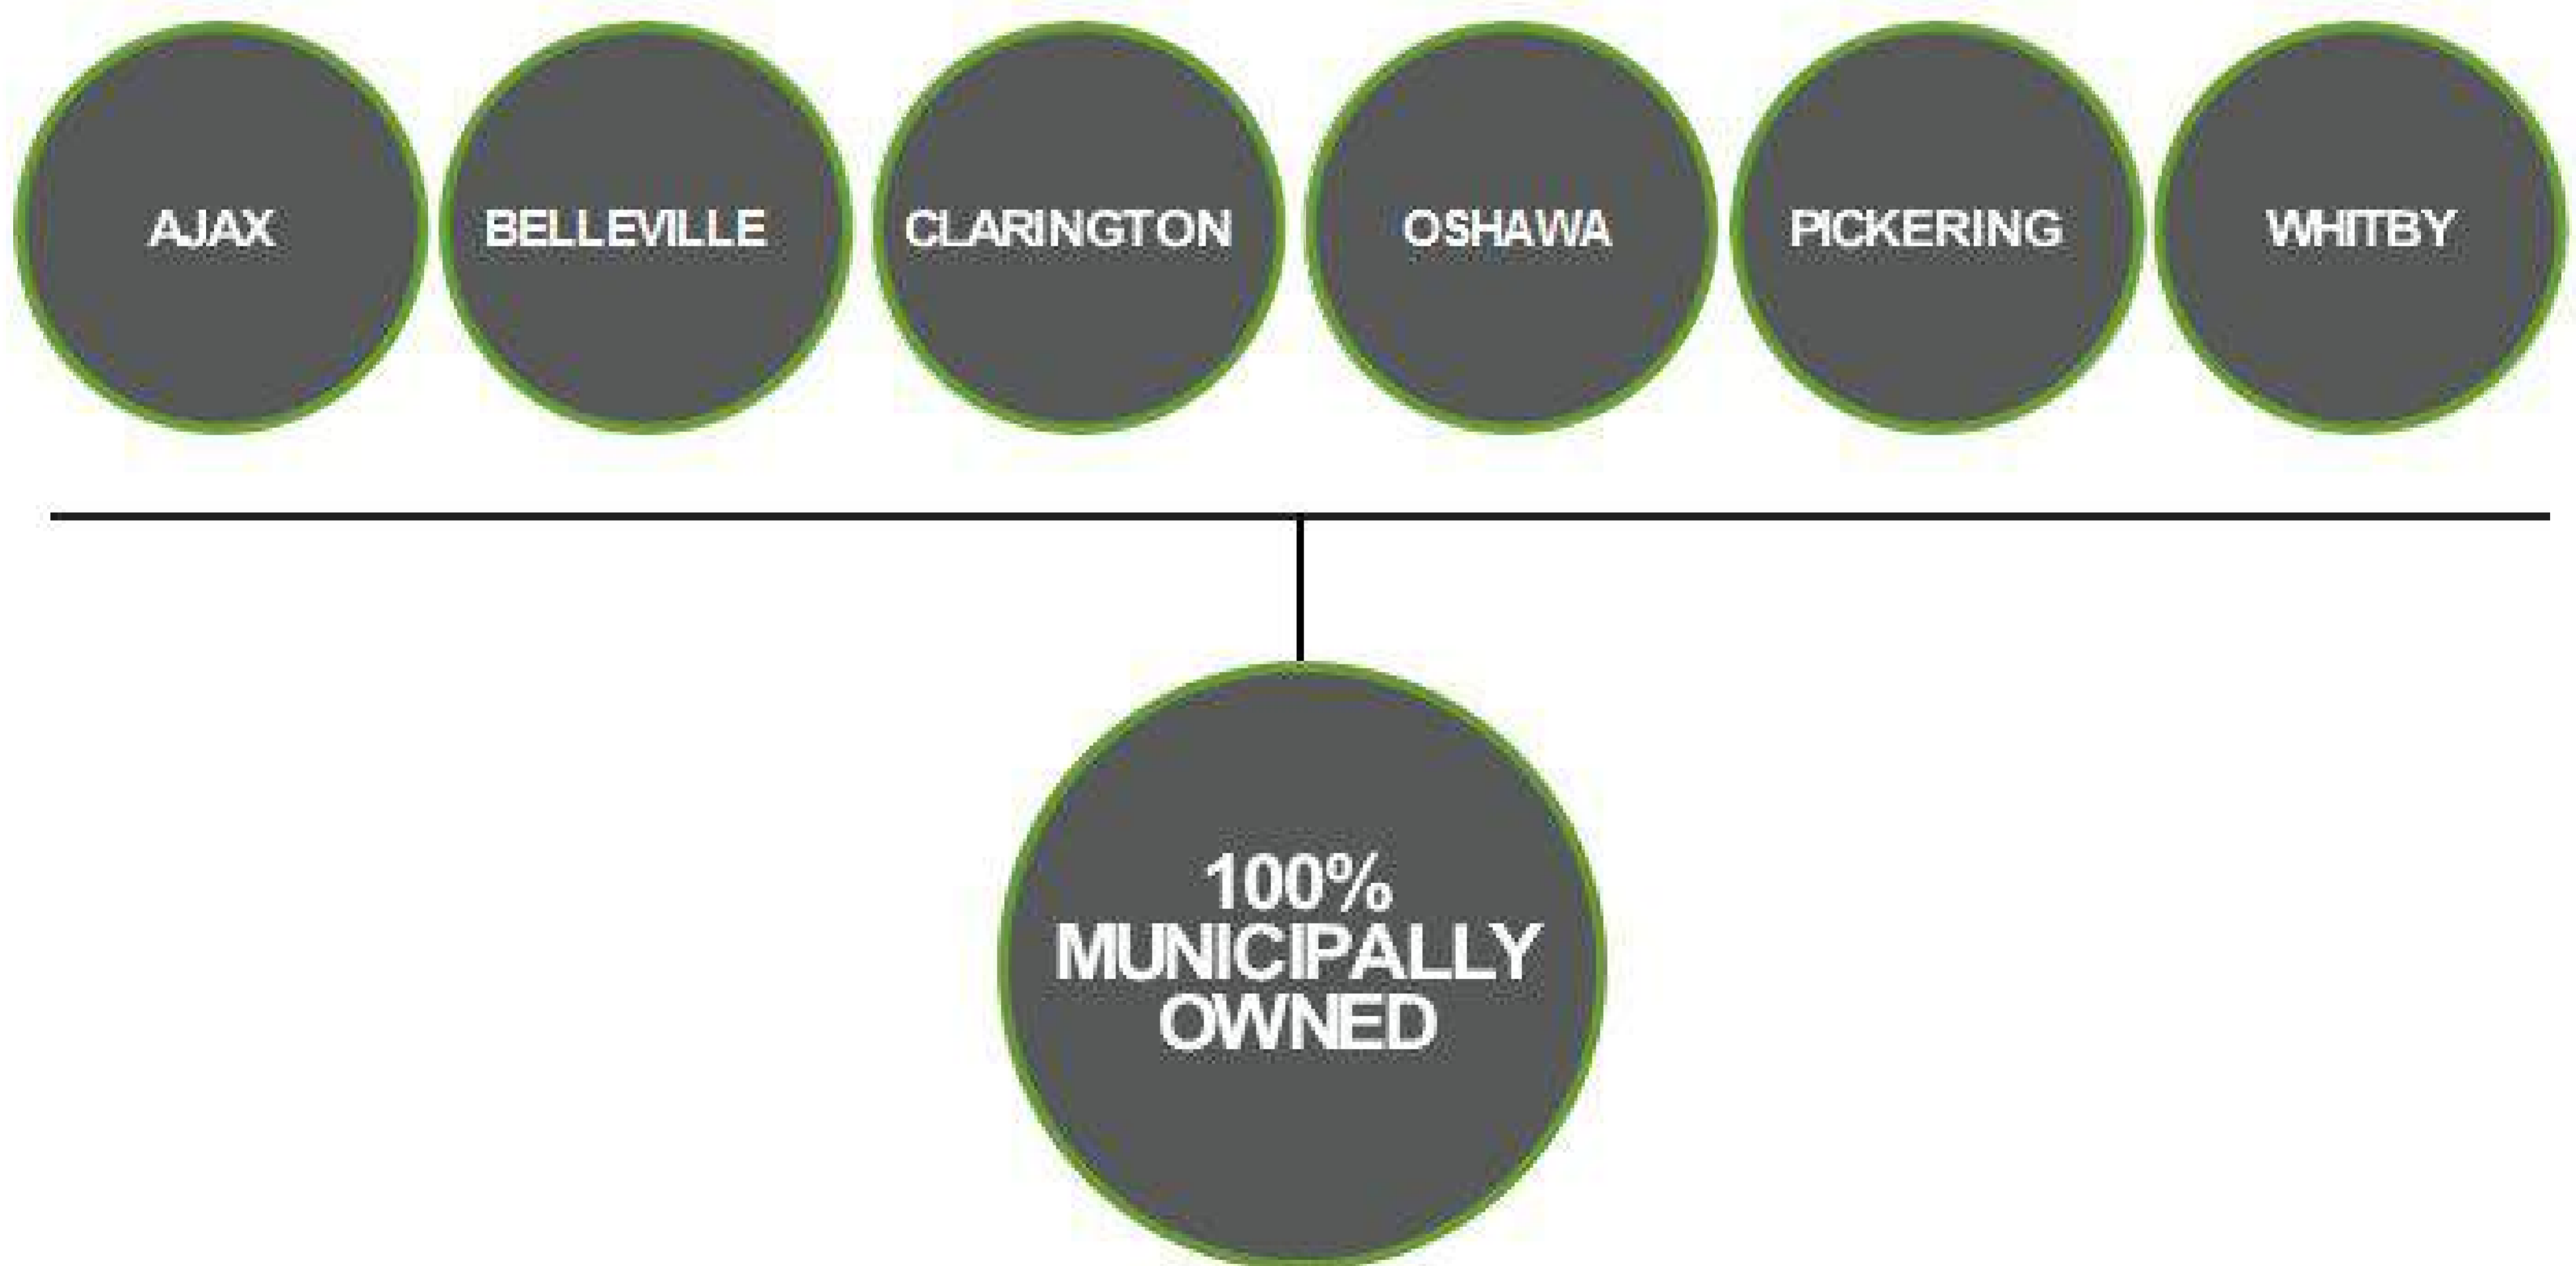 AJAX
BELLEVILLE
CLARINGTON
OSHAWA
PICKERING
WHITBY
100%
MUNICIPALLY
OWNED